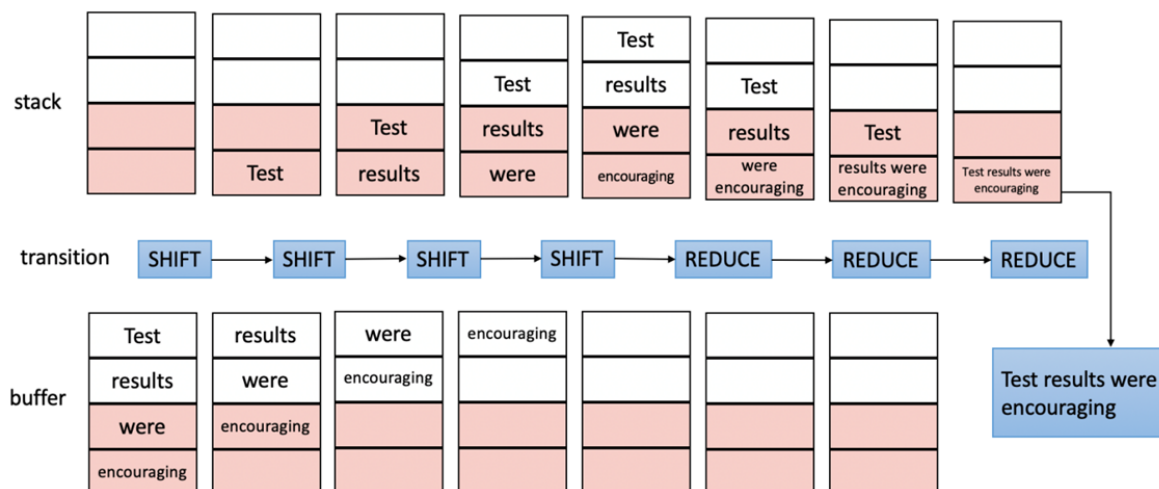 Test
Test results Test
stack
Test results were results Test
Test results were encouraging were encouraging results were encouraging Test results were encouraging
transition SHIFT SHIFT SHIFT SHIFT REDUCE REDUCE REDUCE
Test results were encouraging
results were encouraging
buffer
were encouraging
encouraging
Test results were
encouraging